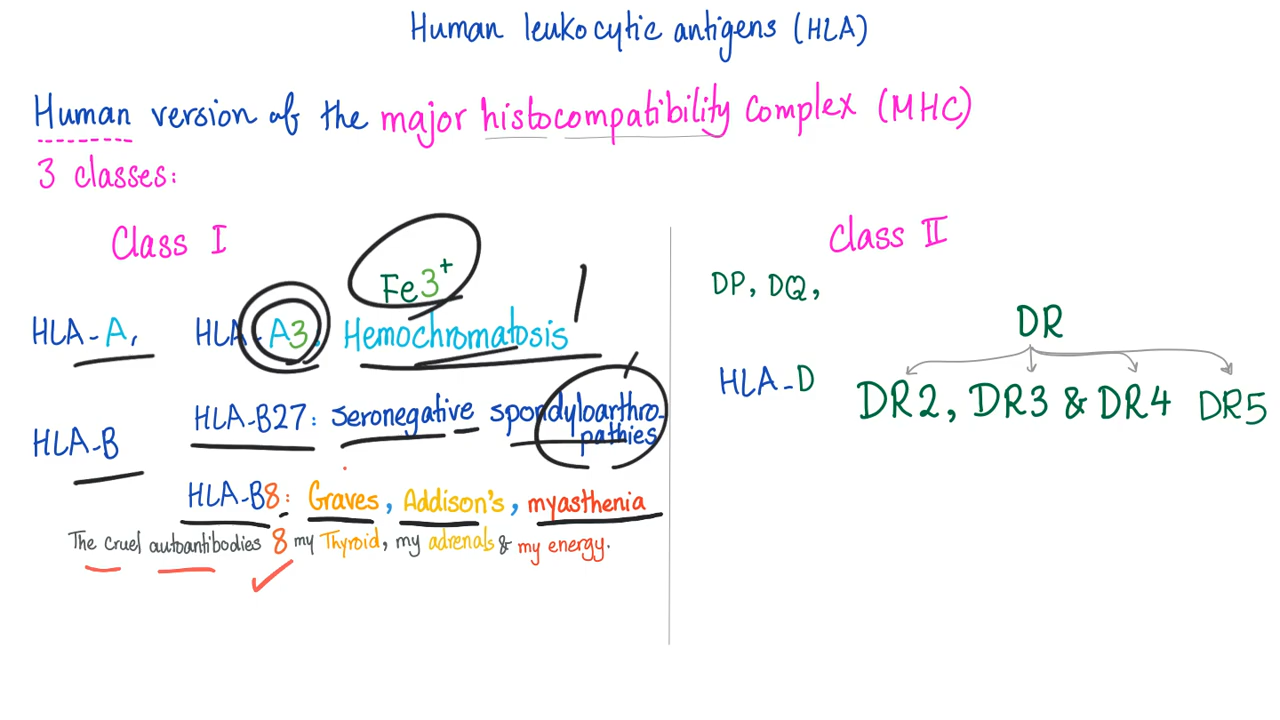 Human leukocytic antigens (HLA)
Human version of the major histocompatibility complex (MHC)
3 classes:
Class I
Fe3+
HLA-A, HLA-A3: Hemochromatosis
HLA-B
HLA-B27: seronegative spondyloarthro-
pathies
HLA-B8: Graves, Addison's, myasthenia
The cruel autoantibodies 8 my Thyroid, my adrenals & my energy.
Class II
DP, DQ,
DR
HLA-D
DR2, DR3 & DR4 DR5